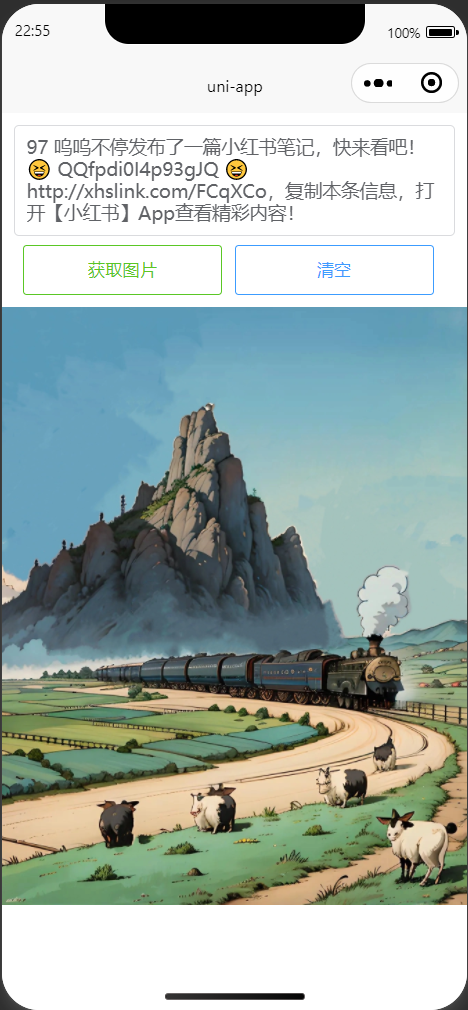 22:55
100%
uni-app
97 呜呜不停发布了一篇小红书笔记，快来看吧！
😆 QQfpdi0I4p93gJQ 😆
http://xhslink.com/FCqXCo，复制本条信息，打
开【小红书】App查看精彩内容！
获取图片
清空